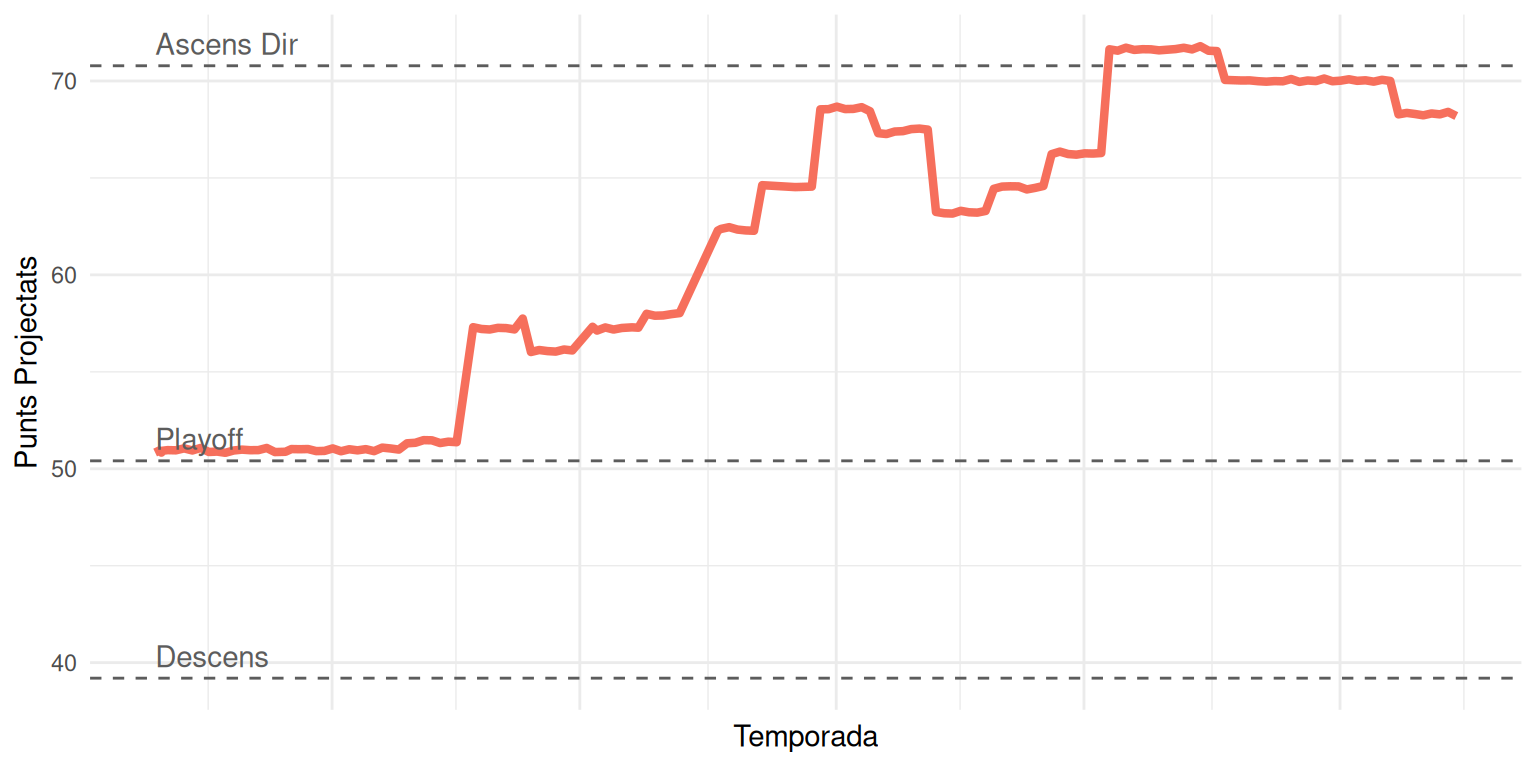 Ascens Dir
70
60
Playoff
50
Descens
40
Punts Projectats
Temporada